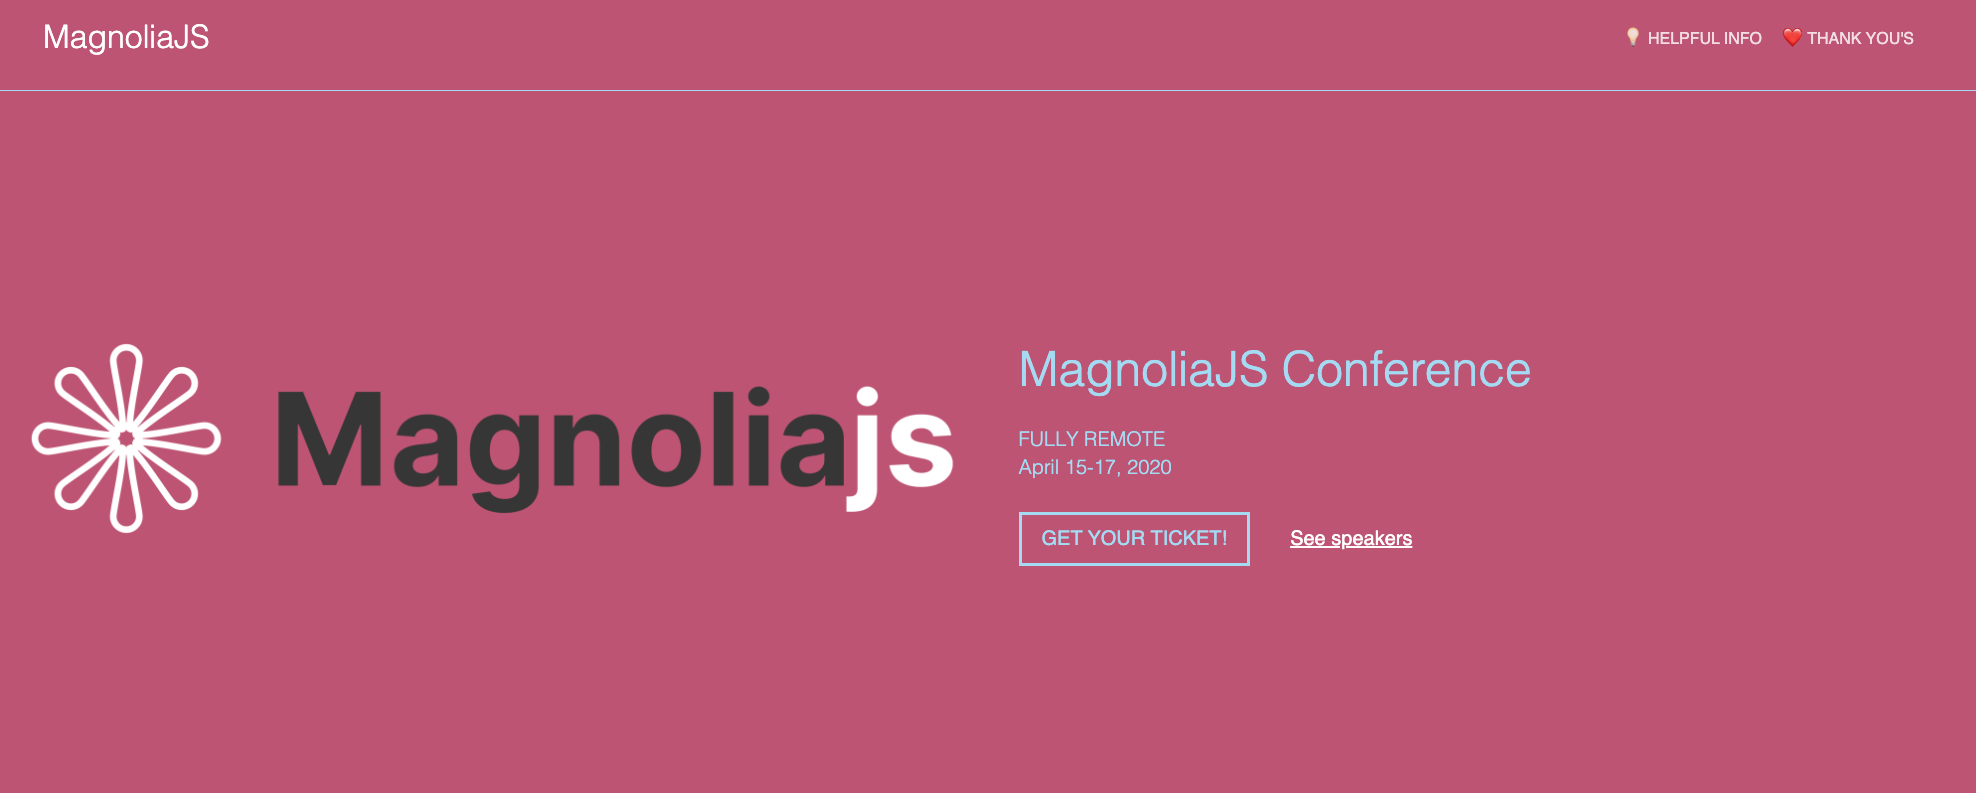 MagnoliaJS
💡 HELPFUL INFO
❤️ THANK YOU'S
Magnoliajs
MagnoliaJS Conference
FULLY REMOTE
April 15-17, 2020
GET YOUR TICKET!
See speakers